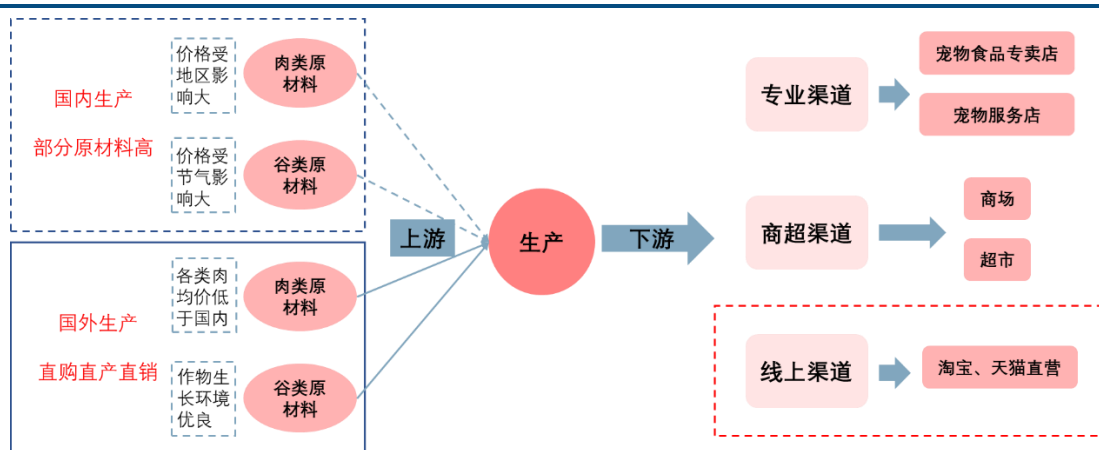 国内生产
部分原材料高
价格受
地区影
响大
肉类原
材料
价格受
节气影
响大
谷类原
材料
国外生产
直购直产直销
各类肉
均价低
于国内
肉类原
材料
作物生
长环境
优良
谷类原
材料
上游
生产
下游
专业渠道
宠物食品专卖店
宠物服务店
商超渠道
商场
超市
线上渠道
淘宝、天猫直营